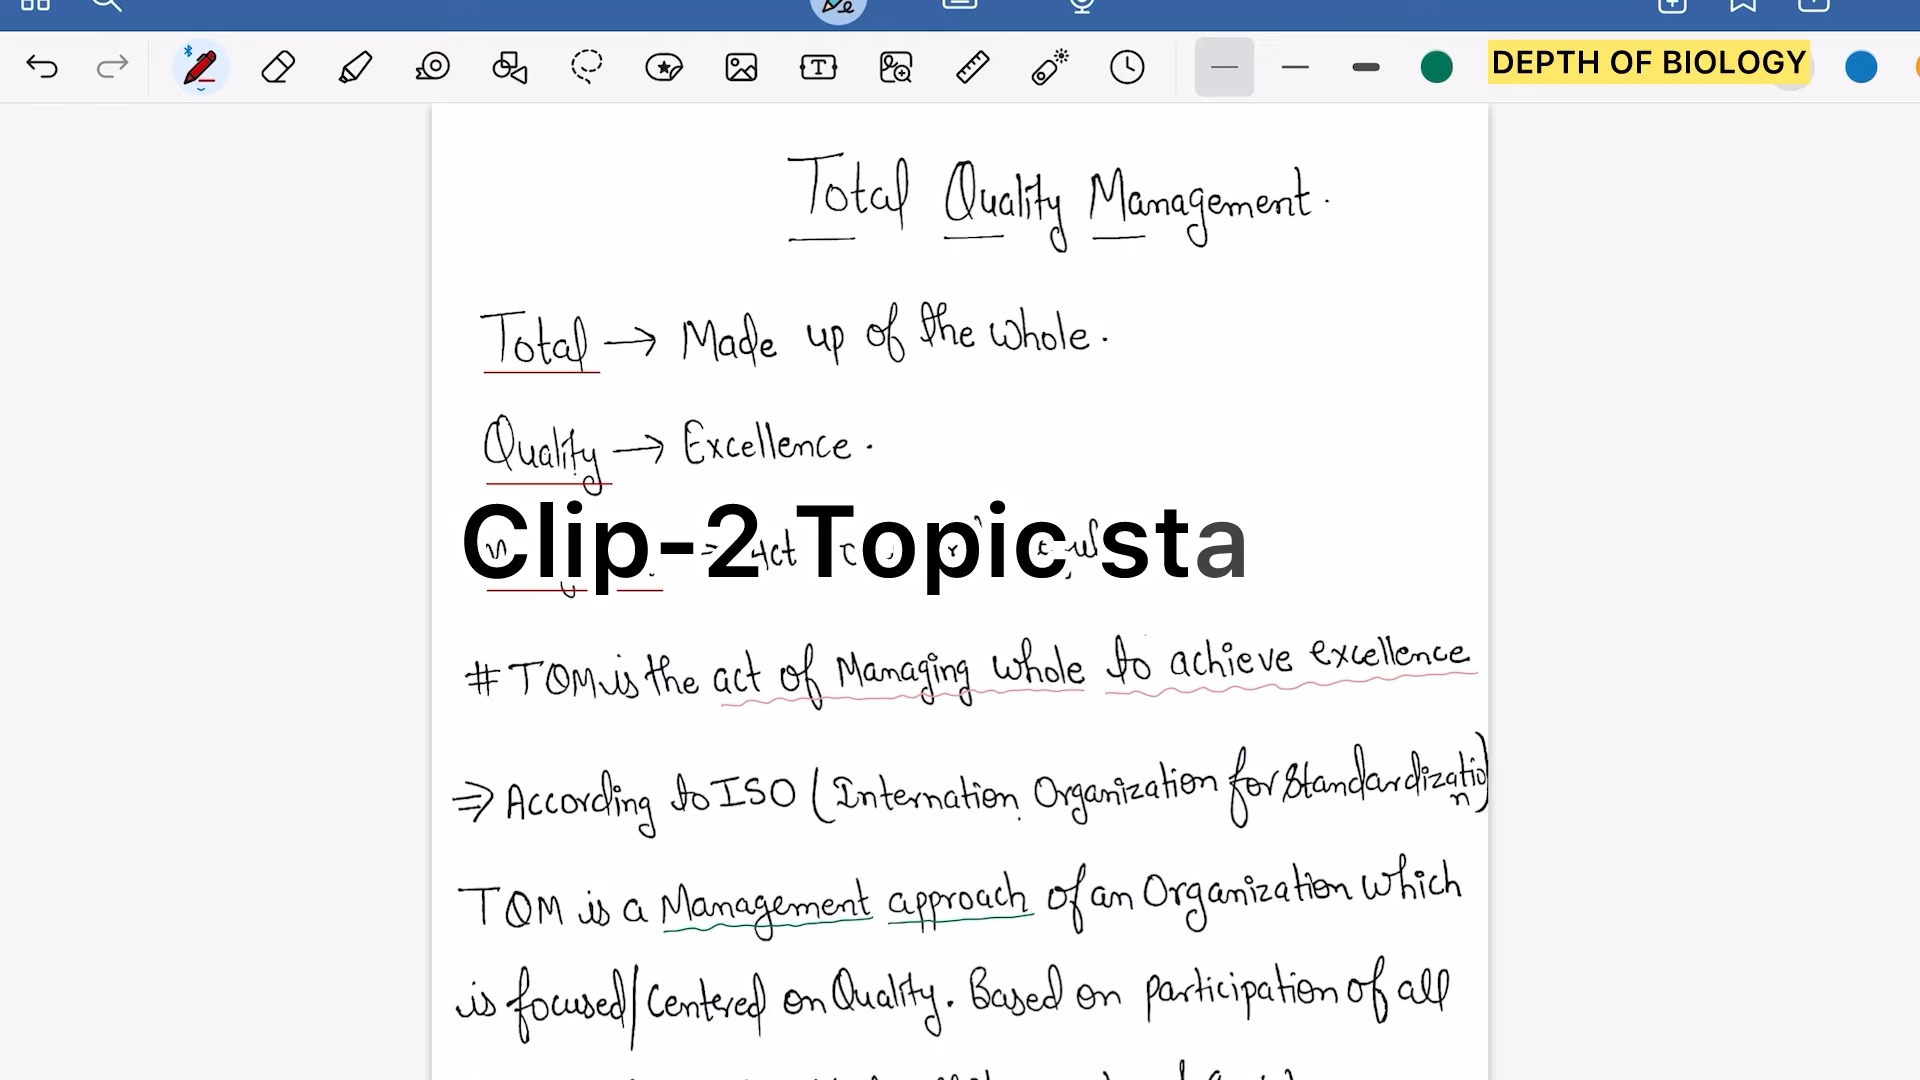 DEPTH OF BIOLOGY
Total Quality Management.
Total → Made up of the whole.
Quality → Excellence.
Clip-2 Topic sta
# TQM is the act of Managing whole to achieve excellence
⇒ According to ISO (Internation Organization for Standardization)
TQM is a Management approach of an Organization which
is focused/Centered on Quality. Based on participation of all